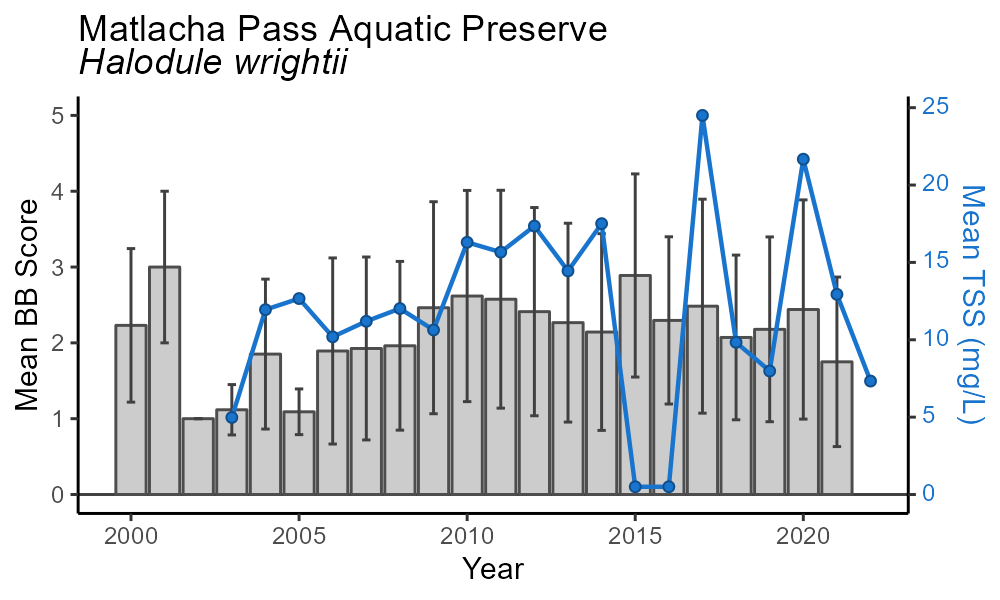 Matlacha Pass Aquatic Preserve
Halodule wrightii
Mean BB Score
5
4
3
2
1
0
25
20
15
10
5
0
Mean TSS (mg/L)
2000 2005 2010 2015 2020
Year